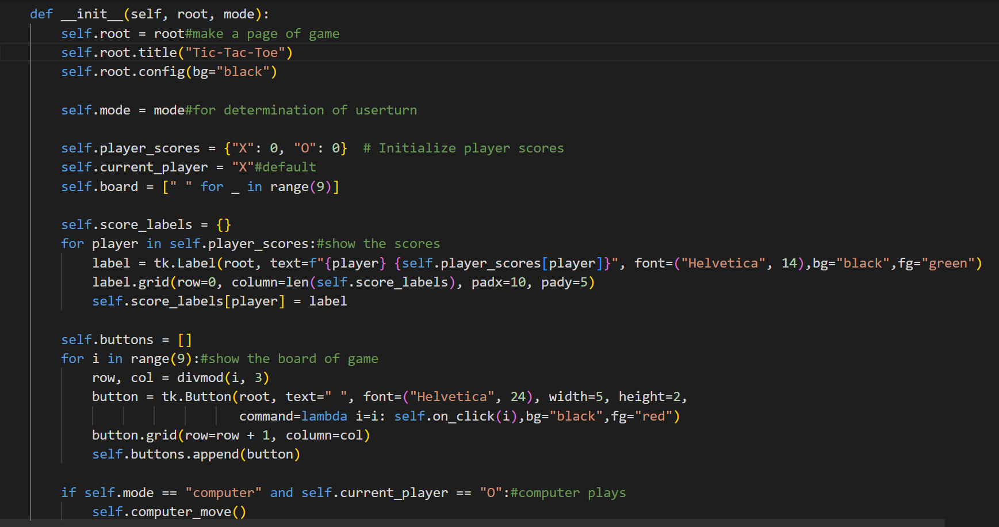 def __init__(self, root, mode):
    self.root = root#make a page of game
    self.root.title("Tic-Tac-Toe")
    self.root.config(bg="black")

    self.mode = mode#for determination of userturn

    self.player_scores = {"X": 0, "O": 0}  # Initialize player scores
    self.current_player = "X"#default
    self.board = [" " for _ in range(9)]

    self.score_labels = {}
    for player in self.player_scores:#show the scores
        label = tk.Label(root, text=f"{player} {self.player_scores[player]}", font=("Helvetica", 14),bg="black",fg="green")
        label.grid(row=0, column=len(self.score_labels), padx=10, pady=5)
        self.score_labels[player] = label

    self.buttons = []
    for i in range(9):#show the board of game
        row, col = divmod(i, 3)
        button = tk.Button(root, text=" ", font=("Helvetica", 24), width=5, height=2,
                           command=lambda i=i: self.on_click(i),bg="black",fg="red")
        button.grid(row=row + 1, column=col)
        self.buttons.append(button)

    if self.mode == "computer" and self.current_player == "O":#computer plays
        self.computer_move()